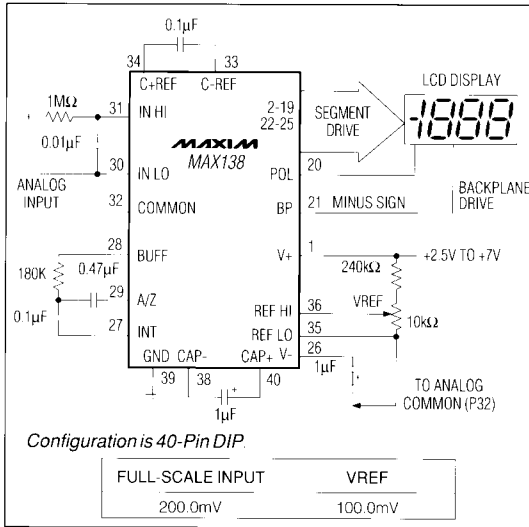 0.1µF
34 33
C+REF C-REF
LCD DISPLAY
1MΩ
31 IN HI
2-19
22-25
SEGMENT
DRIVE
-1888
0.01µF
MAXIM
MAX138
20 POL
30 IN LO
ANALOG
INPUT
32 COMMON
BP 21 MINUS SIGN
BACKPLANE
DRIVE
28 BUFF
V+ 1 +2.5V TO +7V
180K
0.47µF
240kΩ
29 A/Z
REF HI 36 VREF
10kΩ
0.1µF
27 INT
REF LO 35
V- 26
GND CAP- CAP+
39 38 40
1µF
1µF
TO ANALOG
COMMON (P32)
Configuration is 40-Pin DIP.
FULL-SCALE INPUT VREF
200.0mV 100.0mV